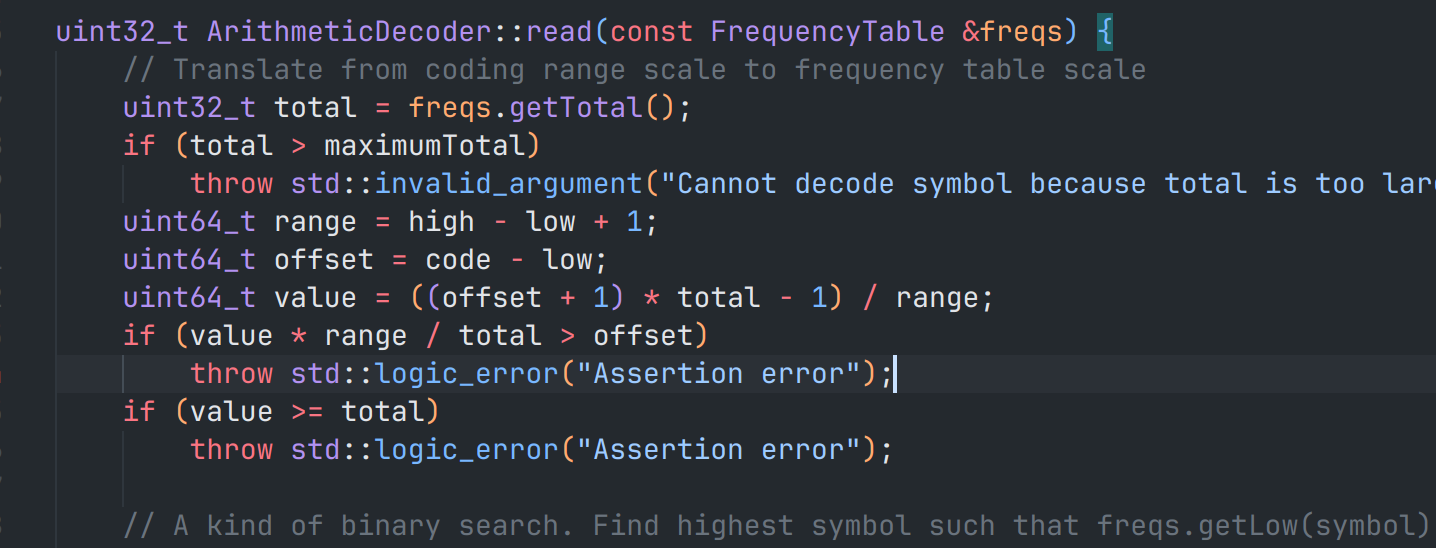 uint32_t ArithmeticDecoder::read(const FrequencyTable &freqs) {
    // Translate from coding range scale to frequency table scale
    uint32_t total = freqs.getTotal();
    if (total > maximumTotal)
        throw std::invalid_argument("Cannot decode symbol because total is too
    uint64_t range = high - low + 1;
    uint64_t offset = code - low;
    uint64_t value = ((offset + 1) * total - 1) / range;
    if (value * range / total > offset)
        throw std::logic_error("Assertion error");
    if (value >= total)
        throw std::logic_error("Assertion error");
    // A kind of binary search. Find highest symbol such that freqs.getLow(symbol)